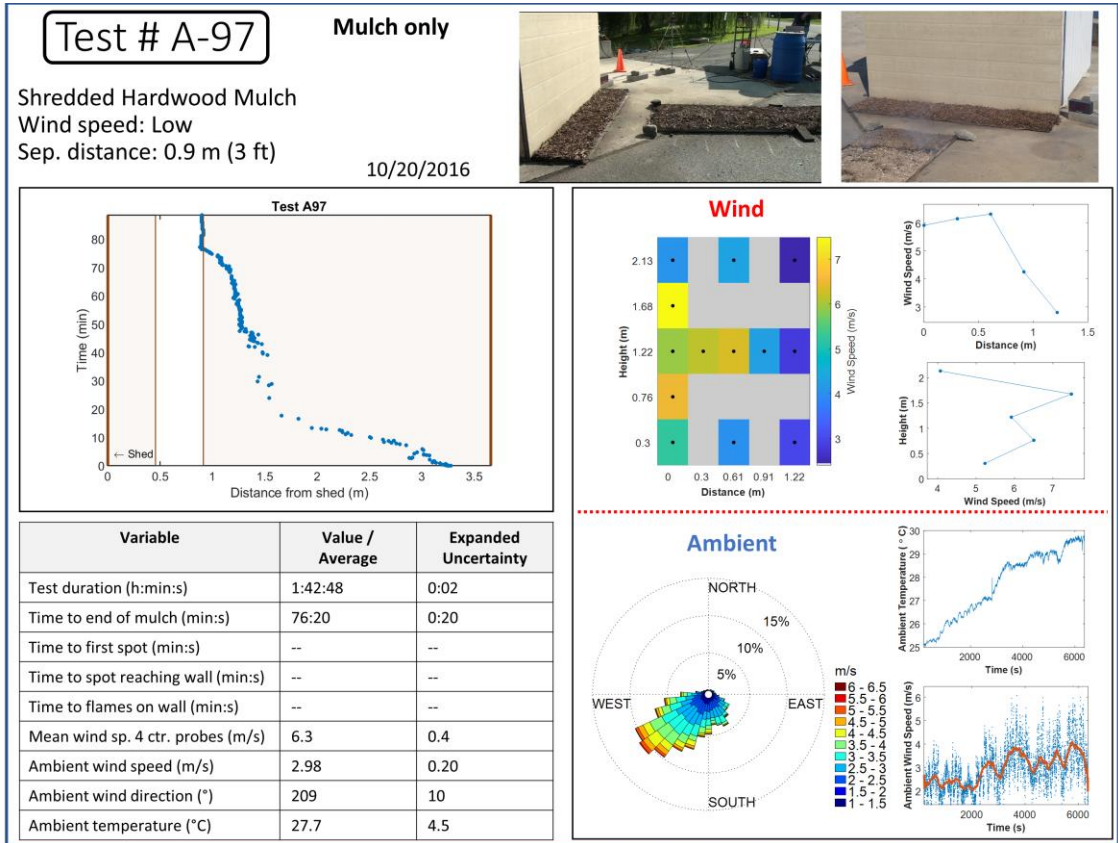 Test # A-97
Mulch only
Shredded Hardwood Mulch
Wind speed: Low
Sep. distance: 0.9 m (3 ft)
10/20/2016
Test A97
Time (min)
80
70
60
50
40
30
20
10
0
← Shed
0 0.5 1 1.5 2 2.5 3 3.5
Distance from shed (m)
Variable Value / Average Expanded Uncertainty
Test duration (h:min:s) 1:42:48 0:02
Time to end of mulch (min:s) 76:20 0:20
Time to first spot (min:s) -- --
Time to spot reaching wall (min:s) -- --
Time to flames on wall (min:s) -- --
Mean wind sp. 4 ctr. probes (m/s) 6.3 0.4
Ambient wind speed (m/s) 2.98 0.20
Ambient wind direction (°) 209 10
Ambient temperature (°C) 27.7 4.5
Wind
Height (m)
2.13
1.68
1.22
0.76
0.3
0 0.3 0.61 0.91 1.22
Distance (m)
7
6
5
4
3
Wind Speed (m/s)
Wind Speed (m/s)
6
5
4
3
0 0.5 1 1.5
Distance (m)
Height (m)
2
1.5
1
0.5
0
4 5 6 7
Wind Speed (m/s)
Ambient
NORTH
15%
10%
5%
WEST
EAST
SOUTH
m/s
6 - 6.5
5.5 - 6
5 - 5.5
4.5 - 5
4 - 4.5
3.5 - 4
3 - 3.5
2.5 - 3
2 - 2.5
1.5 - 2
1 - 1.5
Ambient Temperature ( ° C)
30
29
28
27
26
25
2000 4000 6000
Time (s)
Ambient Wind Speed (m/s)
6
5
4
3
2
2000 4000 6000
Time (s)